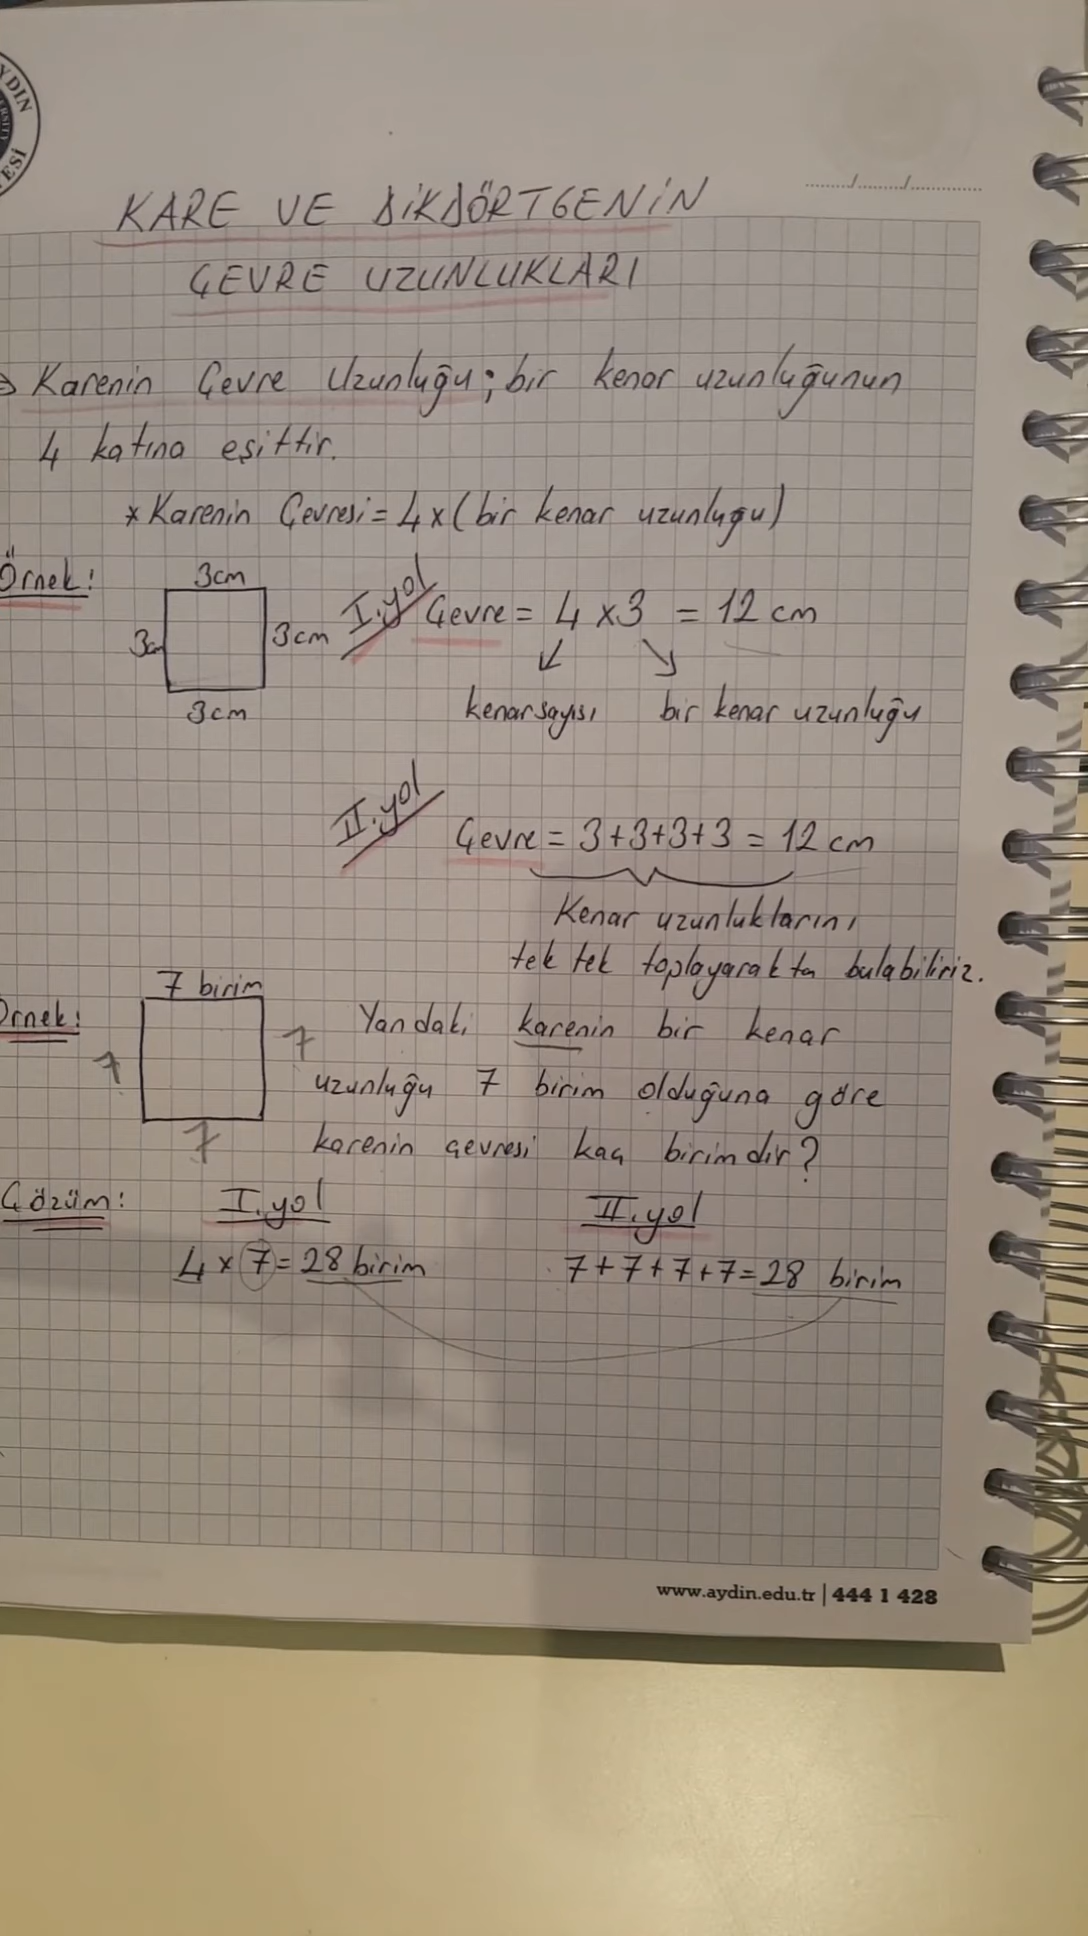 YDIN
ESİ
...../...../..........
KARE VE DİKDÖRTGENİN
ÇEVRE UZUNLUKLARI
Karenin Çevre Uzunluğu; bir kenar uzunluğunun
4 katına eşittir.
* Karenin Çevresi = 4 x (bir kenar uzunluğu)
Örnek:
3cm
3cm
3cm
3cm
I. yol Çevre = 4 x 3 = 12 cm
kenar sayısı bir kenar uzunluğu
II. yol
Çevre = 3+3+3+3 = 12 cm
Kenar uzunluklarını
tek tek toplayarak ta bulabiliriz.
Örnek:
7 birim
7
7
7
Yandaki karenin bir kenar
uzunluğu 7 birim olduğuna göre
karenin çevresi kaç birimdir?
Çözüm: I. yol II. yol
4 x 7 = 28 birim 7+7+7+7=28 birim
www.aydin.edu.tr | 444 1 428